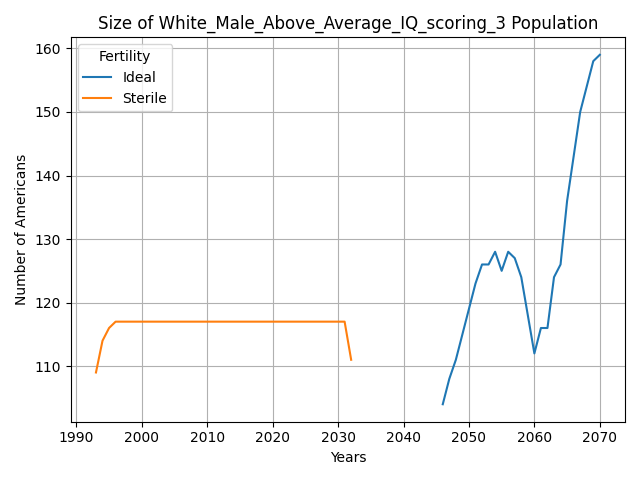 Size of White_Male_Above_Average_IQ_scoring_3 Population
Fertility
Ideal
Sterile
Number of Americans
160
150
140
130
120
110
1990 2000 2010 2020 2030 2040 2050 2060 2070
Years